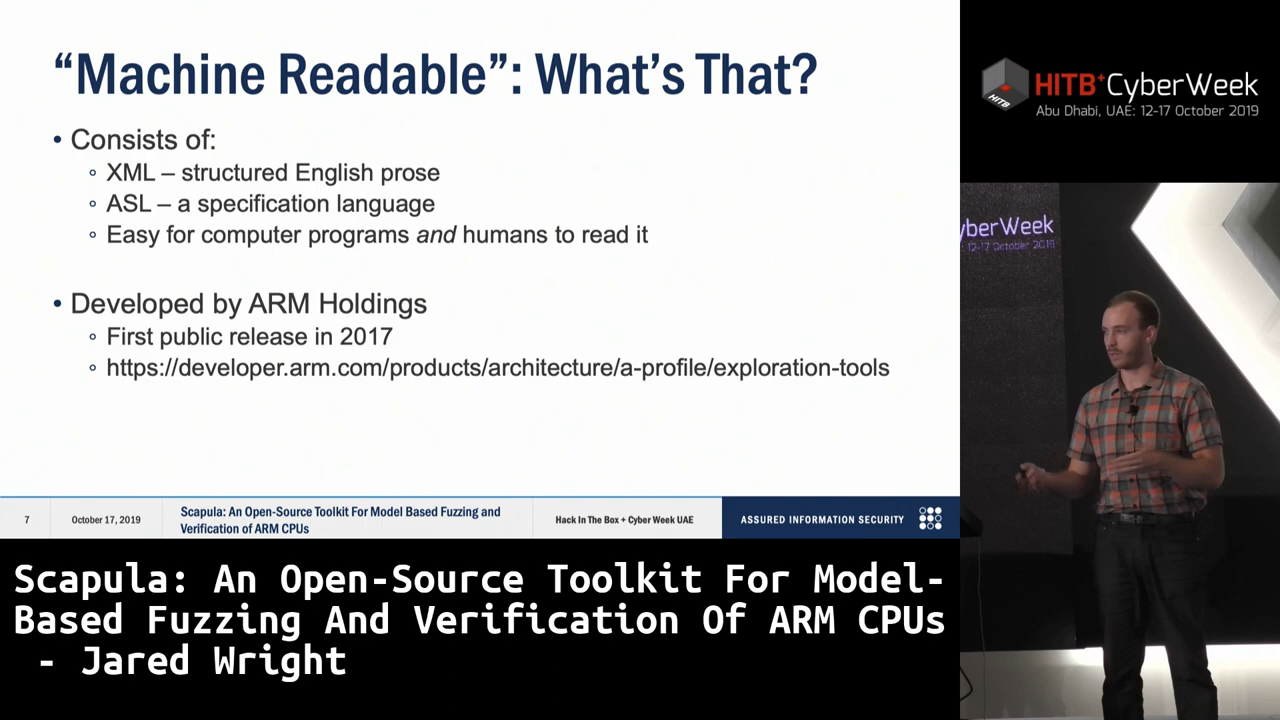 “Machine Readable”: What’s That?
• Consists of:
◦ XML – structured English prose
◦ ASL – a specification language
◦ Easy for computer programs and humans to read it
• Developed by ARM Holdings
◦ First public release in 2017
◦ https://developer.arm.com/products/architecture/a-profile/exploration-tools
7
October 17, 2019
Scapula: An Open-Source Toolkit For Model Based Fuzzing and
Verification of ARM CPUs
Hack In The Box + Cyber Week UAE
ASSURED INFORMATION SECURITY
Scapula: An Open-Source Toolkit For Model-
Based Fuzzing And Verification Of ARM CPUs
- Jared Wright
HITB
HITB+CyberWeek
Abu Dhabi, UAE: 12-17 October 2019
yberWeek
: 12-17 October 2019